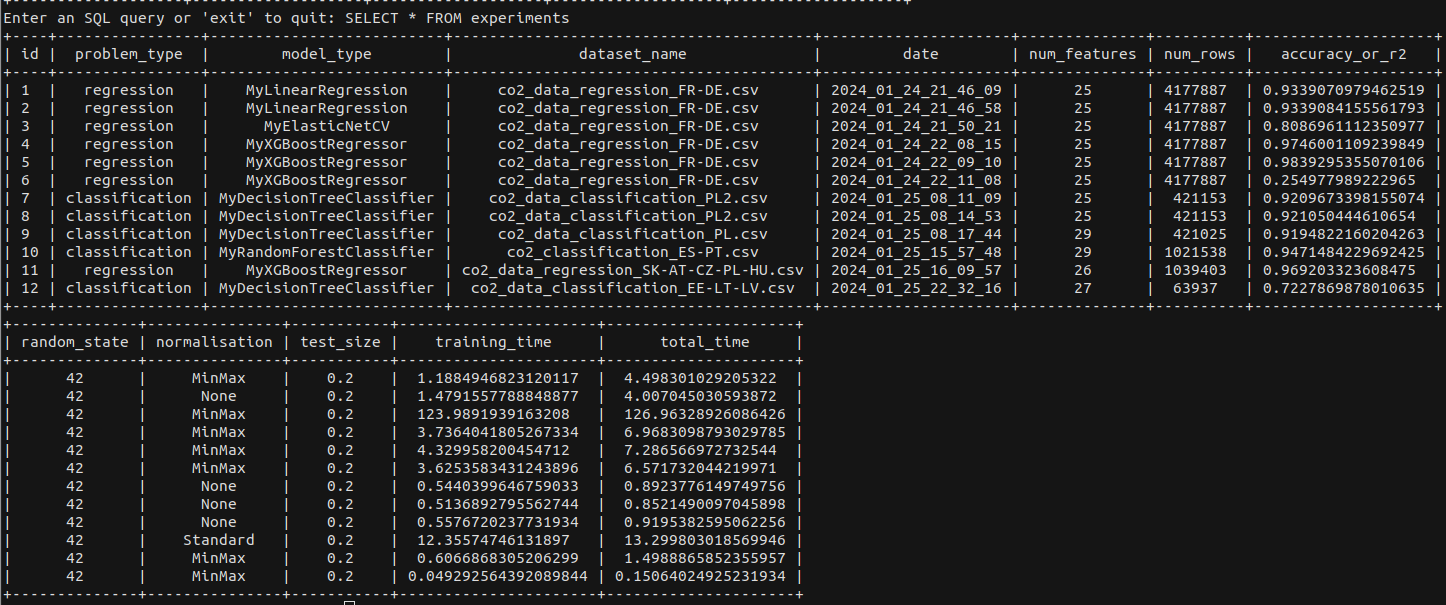 Enter an SQL query or 'exit' to quit: SELECT * FROM experiments
+----+----------------+--------------------------+----------------------------------------+---------------------+--------------+----------+--------------------+
| id | problem_type | model_type | dataset_name | date | num_features | num_rows | accuracy_or_r2 |
+----+----------------+--------------------------+----------------------------------------+---------------------+--------------+----------+--------------------+
| 1 | regression | MyLinearRegression | co2_data_regression_FR-DE.csv | 2024_01_24_21_46_09 | 25 | 4177887 | 0.9339070979462519 |
| 2 | regression | MyLinearRegression | co2_data_regression_FR-DE.csv | 2024_01_24_21_46_58 | 25 | 4177887 | 0.9339084155561793 |
| 3 | regression | MyElasticNetCV | co2_data_regression_FR-DE.csv | 2024_01_24_21_50_21 | 25 | 4177887 | 0.8086961112350977 |
| 4 | regression | MyXGBoostRegressor | co2_data_regression_FR-DE.csv | 2024_01_24_22_08_15 | 25 | 4177887 | 0.9746001109239849 |
| 5 | regression | MyXGBoostRegressor | co2_data_regression_FR-DE.csv | 2024_01_24_22_09_10 | 25 | 4177887 | 0.9839295355070106 |
| 6 | regression | MyXGBoostRegressor | co2_data_regression_FR-DE.csv | 2024_01_24_22_11_08 | 25 | 4177887 | 0.254977989222965 |
| 7 | classification | MyDecisionTreeClassifier | co2_data_classification_PL2.csv | 2024_01_25_08_11_09 | 25 | 421153 | 0.9209673398155074 |
| 8 | classification | MyDecisionTreeClassifier | co2_data_classification_PL2.csv | 2024_01_25_08_14_53 | 25 | 421153 | 0.921050444610654 |
| 9 | classification | MyDecisionTreeClassifier | co2_data_classification_PL.csv | 2024_01_25_08_17_44 | 29 | 421025 | 0.9194822160204263 |
| 10 | classification | MyRandomForestClassifier | co2_classification_ES-PT.csv | 2024_01_25_15_57_48 | 29 | 1021538 | 0.9471484229692425 |
| 11 | regression | MyXGBoostRegressor | co2_data_regression_SK-AT-CZ-PL-HU.csv | 2024_01_25_16_09_57 | 26 | 1039403 | 0.969203323608475 |
| 12 | classification | MyDecisionTreeClassifier | co2_data_classification_EE-LT-LV.csv | 2024_01_25_22_32_16 | 27 | 63937 | 0.7227869878010635 |
+----+----------------+--------------------------+----------------------------------------+---------------------+--------------+----------+--------------------+
+--------------+---------------+-----------+----------------------+---------------------+
| random_state | normalisation | test_size | training_time | total_time |
+--------------+---------------+-----------+----------------------+---------------------+
| 42 | MinMax | 0.2 | 1.1884946823120117 | 4.498301029205322 |
| 42 | None | 0.2 | 1.4791557788848877 | 4.007045030593872 |
| 42 | MinMax | 0.2 | 123.9891939163208 | 126.96328926086426 |
| 42 | MinMax | 0.2 | 3.7364041805267334 | 6.9683098793029785 |
| 42 | MinMax | 0.2 | 4.329958200454712 | 7.286566972732544 |
| 42 | MinMax | 0.2 | 3.6253583431243896 | 6.571732044219971 |
| 42 | None | 0.2 | 0.5440399646759033 | 0.8923776149749756 |
| 42 | None | 0.2 | 0.5136892795562744 | 0.8521490097045898 |
| 42 | None | 0.2 | 0.5576720237731934 | 0.9195382595062256 |
| 42 | Standard | 0.2 | 12.35574746131897 | 13.299803018569946 |
| 42 | MinMax | 0.2 | 0.6066868305206299 | 1.4988865852355957 |
| 42 | MinMax | 0.2 | 0.049292564392089844 | 0.15064024925231934 |
+--------------+---------------+-----------+----------------------+---------------------+